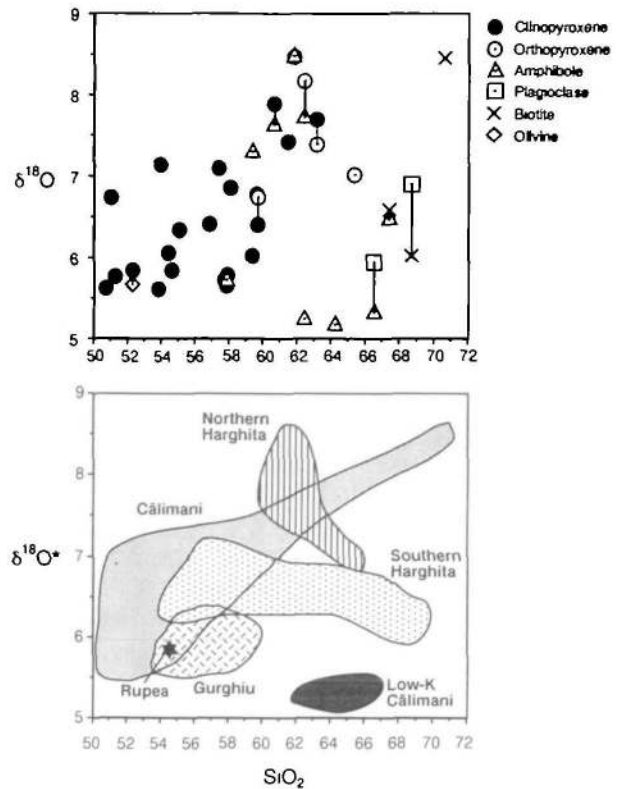 9
8
7
6
5
δ¹⁸O
50 52 54 56 58 60 62 64 66 68 70 72
Clinopyroxene
Orthopyroxene
Amphibole
Plagioclase
Biotite
Olivine
9
8
7
6
5
δ¹⁸O*
Northern
Harghita
Călimani
Southern
Harghita
Rupea
Gurghiu
Low-K
Călimani
50 52 54 56 58 60 62 64 66 68 70 72
SiO₂